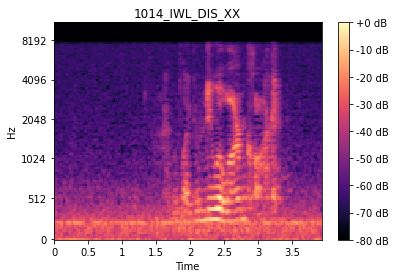 1014_IWL_DIS_XX
+0 dB
8192
-10 dB
4096
-20 dB
-30 dB
2048
-40 dB
Hz
1024
-50 dB
512
-60 dB
-70 dB
0
-80 dB
0 0.5 1 1.5 2 2.5 3 3.5
Time